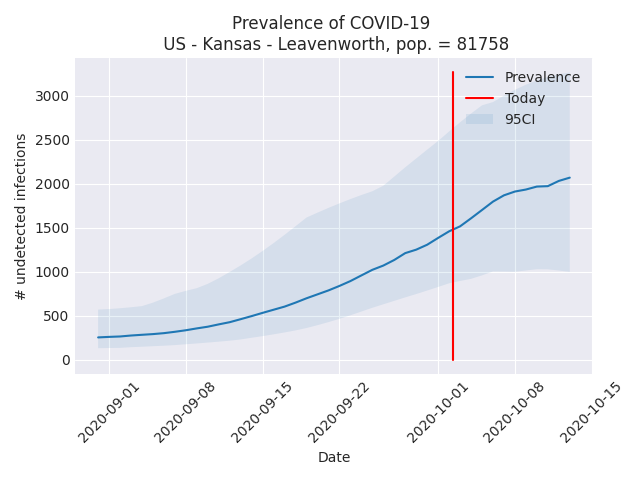 Prevalence of COVID-19
US - Kansas - Leavenworth, pop. = 81758
Prevalence
Today
95CI
# undetected infections
3000
2500
2000
1500
1000
500
0
2020-09-01
2020-09-08
2020-09-15
2020-09-22
2020-10-01
2020-10-08
2020-10-15
Date